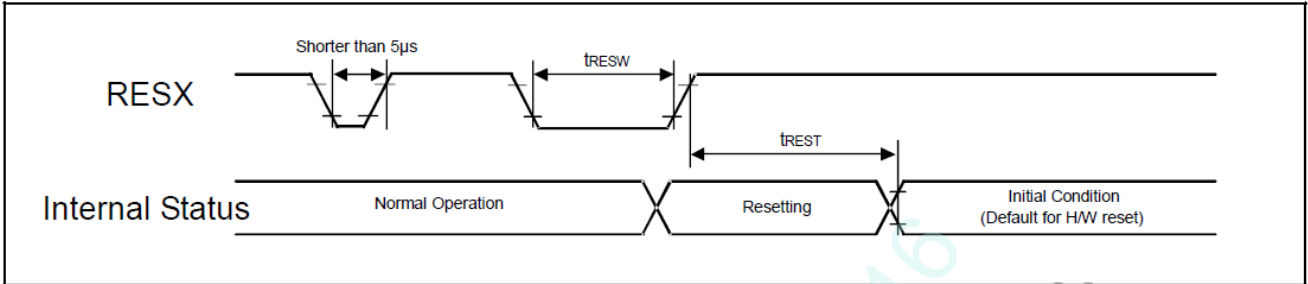 Shorter than 5µs
tRESW
RESX
tREST
Internal Status
Normal Operation
Resetting
Initial Condition
(Default for H/W reset)